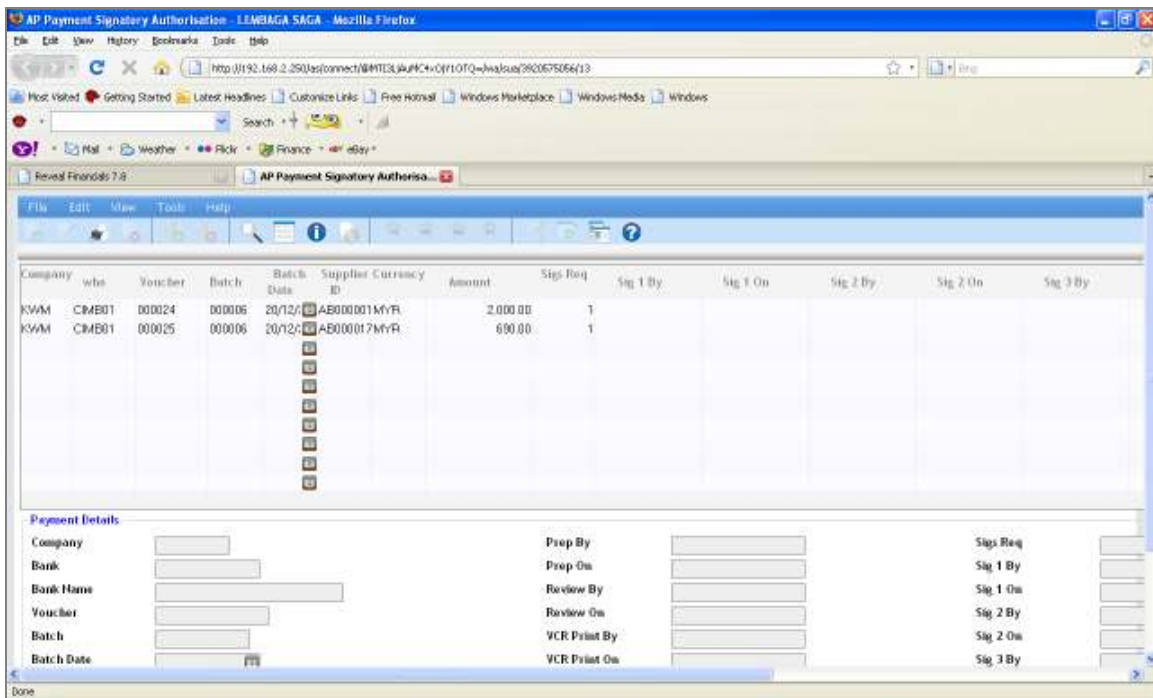 AP Payment Signatory Authorisation - LEMBAGA SAGA - Mozilla Firefox
File Edit View History Bookmarks Tools Help
Most Visited Getting Started Latest Headlines Customize Links Free Hotmail Windows Marketplace Windows Media Windows
Search
Y! Mail Weather Flickr Finance eBay
Reveal Financials 7.8 AP Payment Signatory Authorisa...
File Edit View Tools Help
Company who Voucher Batch Batch Date Supplier ID Currency Amount Sigs Req Sig 1 By Sig 1 On Sig 2 By Sig 2 On Sig 3 By
KWM CIMB01 000024 000006 20/12/ AB000001 MYR 2,000.00 1
KWM CIMB01 000025 000006 20/12/ AB000017 MYR 690.00 1
Payment Details
Company Prep By Sigs Req
Bank Prep On Sig 1 By
Bank Name Review By Sig 1 On
Voucher Review On Sig 2 By
Batch VCR Print By Sig 2 On
Batch Date VCR Print On Sig 3 By
Done